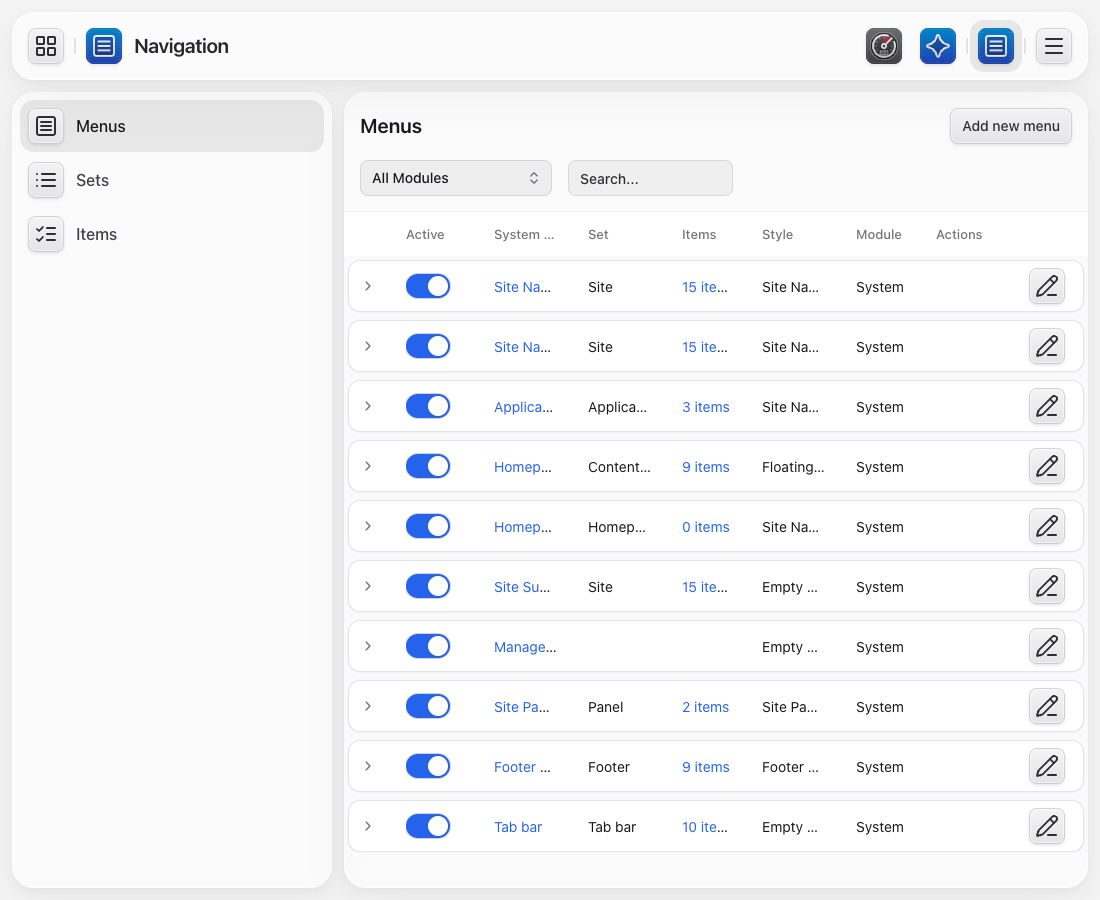 Navigation
Menus
Sets
Items
Menus
Add new menu
All Modules
Search...
Active System ... Set Items Style Module Actions
Site Na... Site 15 ite... Site Na... System
Site Na... Site 15 ite... Site Na... System
Applica... Applica... 3 items Site Na... System
Homep... Content... 9 items Floating... System
Homep... Homep... 0 items Site Na... System
Site Su... Site 15 ite... Empty ... System
Manage... Empty ... System
Site Pa... Panel 2 items Site Pa... System
Footer ... Footer 9 items Footer ... System
Tab bar Tab bar 10 ite... Empty ... System